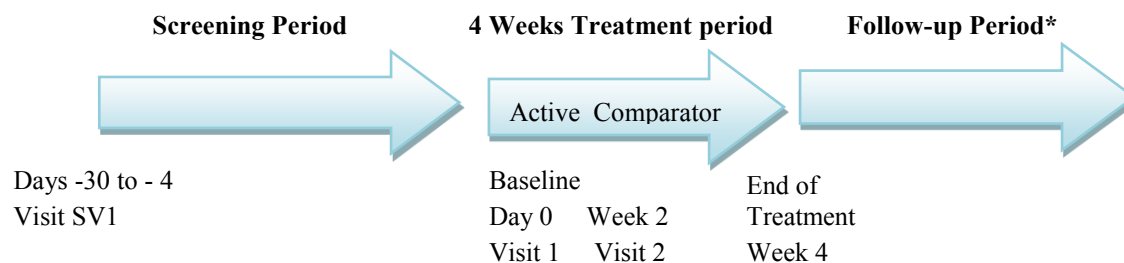 Screening Period
4 Weeks Treatment period
Follow-up Period*
Active Comparator
Days -30 to - 4
Visit SV1
Baseline
Day 0 Week 2
Visit 1 Visit 2
End of
Treatment
Week 4